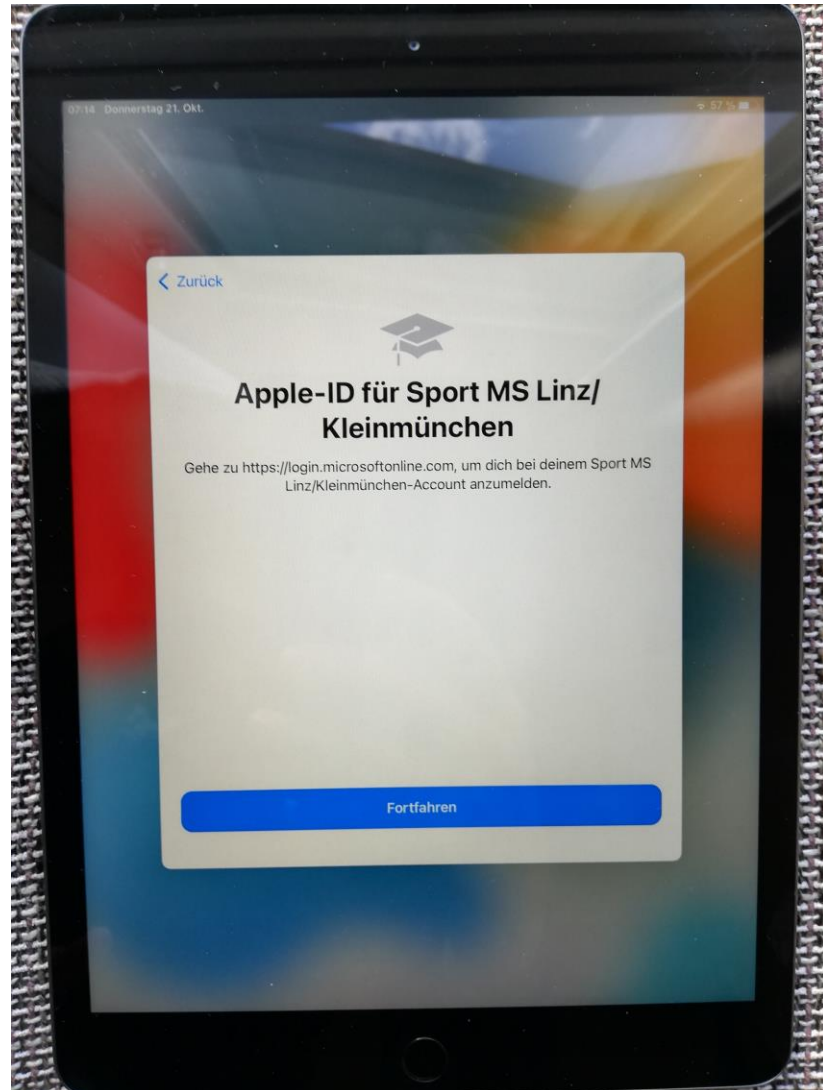 07:14 Donnerstag 21. Okt.
57 %
Zurück
Apple-ID für Sport MS Linz/
Kleinmünchen
Gehe zu https://login.microsoftonline.com, um dich bei deinem Sport MS
Linz/Kleinmünchen-Account anzumelden.
Fortfahren